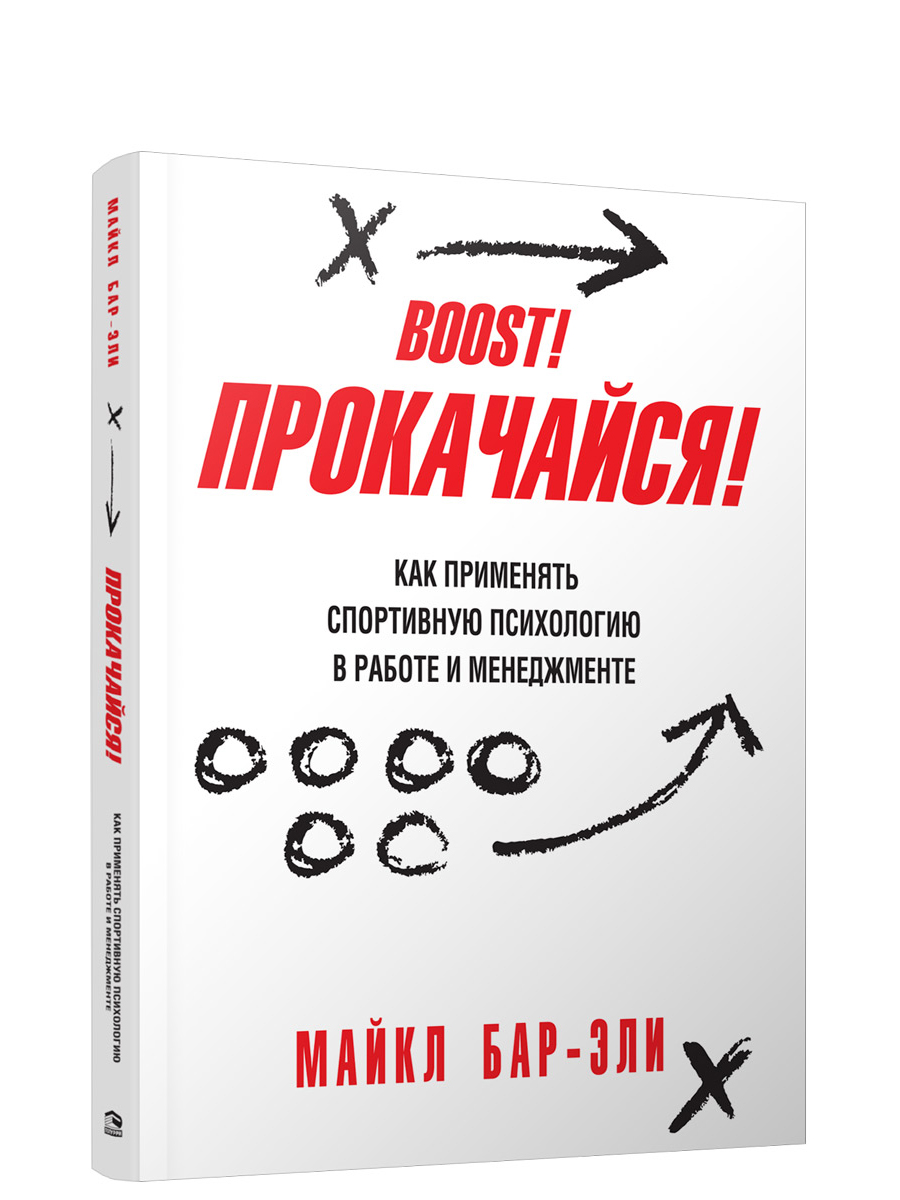 BOOST!
ПРОКАЧАЙСЯ!
КАК ПРИМЕНЯТЬ
СПОРТИВНУЮ ПСИХОЛОГИЮ
В РАБОТЕ И МЕНЕДЖМЕНТЕ
МАЙКЛ БАР-ЭЛИ
МАЙКЛ БАР-ЭЛИ
ПРОКАЧАЙСЯ!
КАК ПРИМЕНЯТЬ СПОРТИВНУЮ ПСИХОЛОГИЮ
В РАБОТЕ И МЕНЕДЖМЕНТЕ